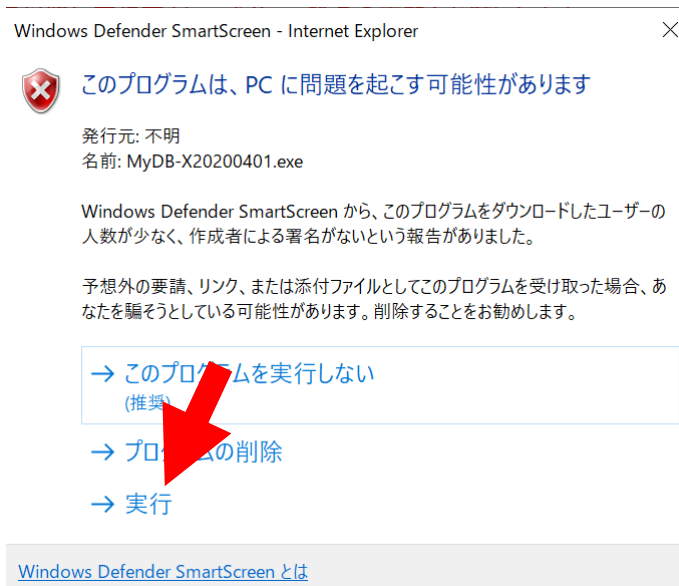 Windows Defender SmartScreen - Internet Explorer
このプログラムは、PC に問題を起こす可能性があります
発行元: 不明
名前: MyDB-X20200401.exe
Windows Defender SmartScreen から、このプログラムをダウンロードしたユーザーの
人数が少なく、作成者による署名がないという報告がありました。
予想外の要請、リンク、または添付ファイルとしてこのプログラムを受け取った場合、あ
なたを騙そうとしている可能性があります。削除することをお勧めします。
→ このプログラムを実行しない
(推奨)
→ プログラムの削除
→ 実行
Windows Defender SmartScreen とは